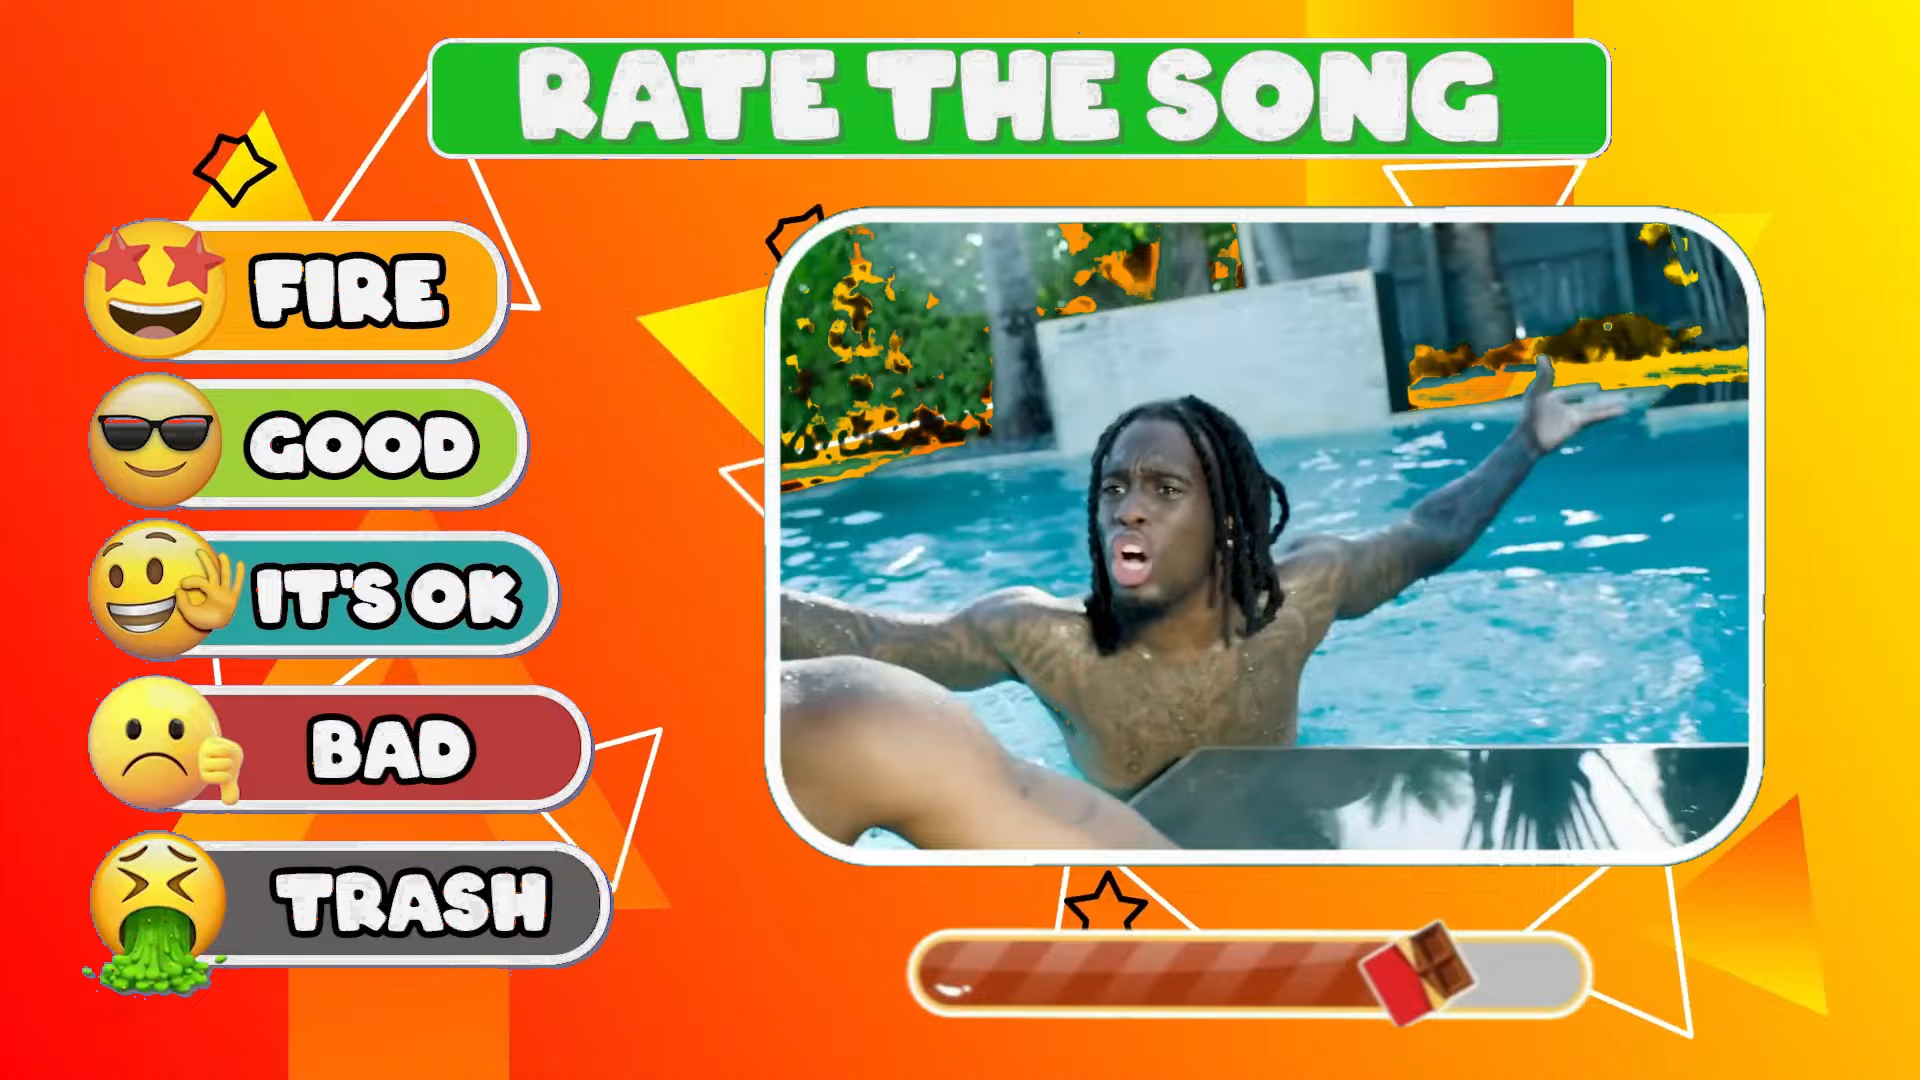 RATE THE SONG
FIRE
GOOD
IT'S OK
BAD
TRASH